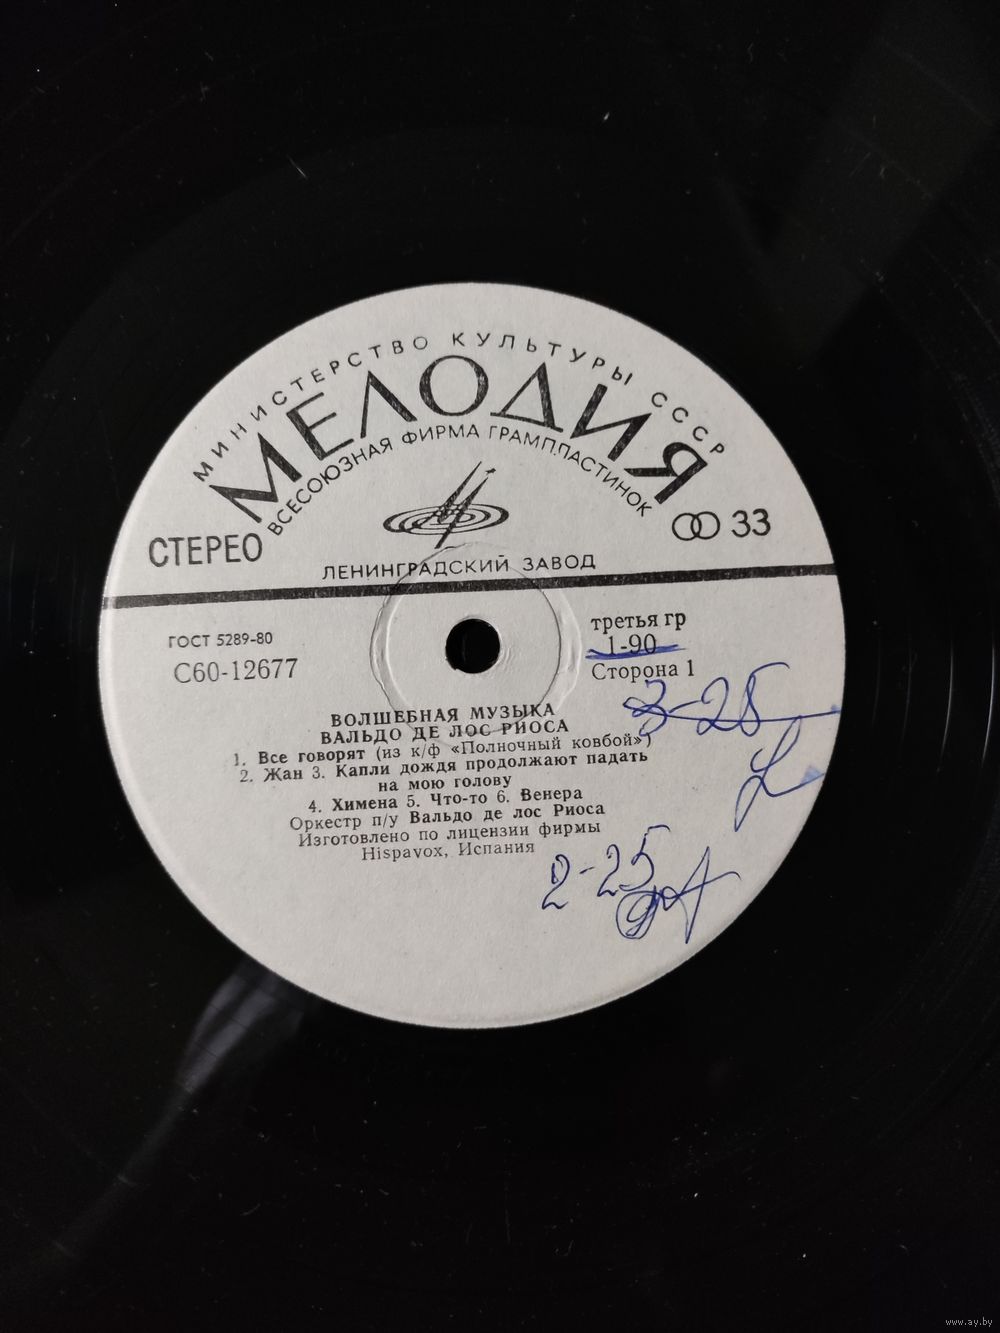 МИНИСТЕРСТВО КУЛЬТУРЫ СССР
МЕЛОДИЯ
ВСЕСОЮЗНАЯ ФИРМА ГРАМПЛАСТИНОК
СТЕРЕО
33
ЛЕНИНГРАДСКИЙ ЗАВОД
ГОСТ 5289-80
С60-12677
третья гр
1-90
Сторона 1
3-25
ВОЛШЕБНАЯ МУЗЫКА
ВАЛЬДО ДЕ ЛОС РИОСА
1. Все говорят (из к/ф «Полночный ковбой»)
2. Жан 3. Капли дождя продолжают падать
на мою голову
4. Химена 5. Что-то 6. Венера
Оркестр п/у Вальдо де лос Риоса
Изготовлено по лицензии фирмы
Hispavox, Испания
2-25
www.ay.by